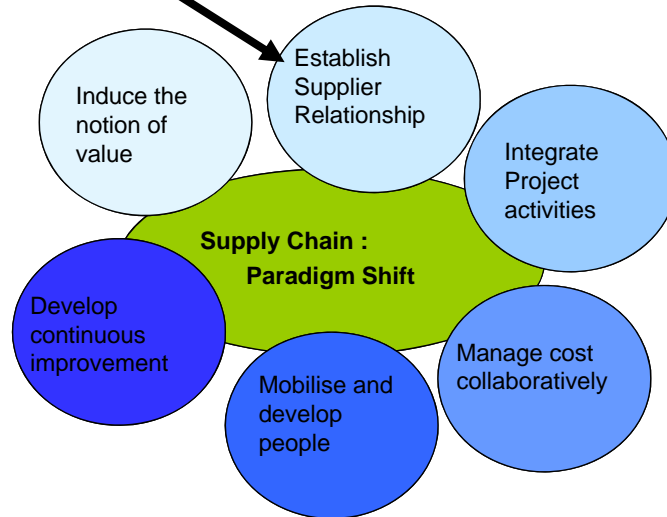 Establish
Supplier
Relationship
Induce the
notion of
value
Integrate
Project
activities
Supply Chain :
Paradigm Shift
Develop
continuous
improvement
Manage cost
collaboratively
Mobilise and
develop
people